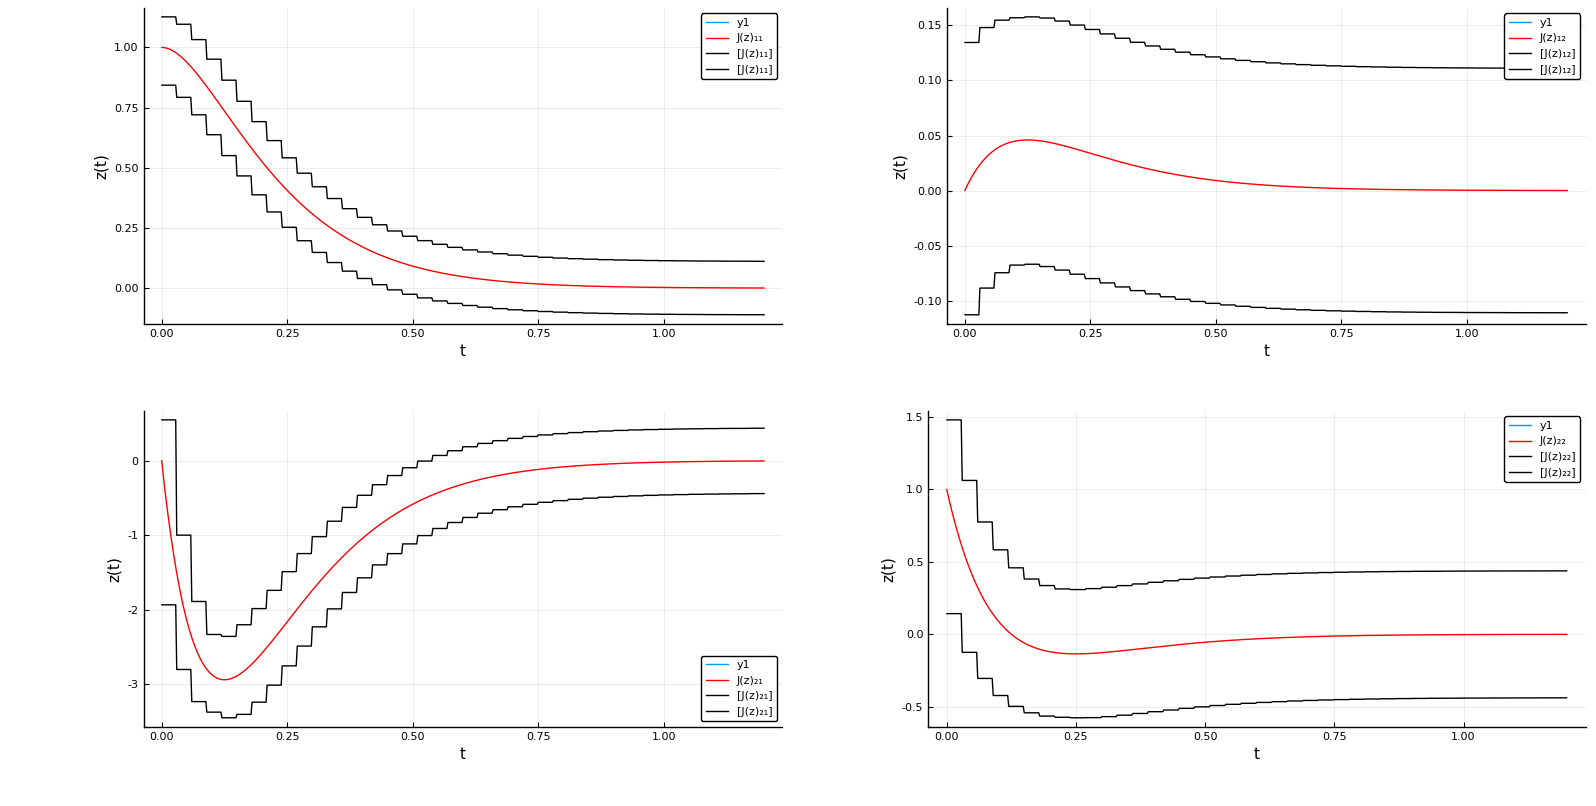 1.00
0.75
0.50
0.25
0.00
z(t)
0.00 0.25 0.50 0.75 1.00
t
y1
J(z)₁₁
[J(z)₁₁]
[J(z)₁₁]
0.15
0.10
0.05
0.00
-0.05
-0.10
z(t)
0.00 0.25 0.50 0.75 1.00
t
y1
J(z)₁₂
[J(z)₁₂]
[J(z)₁₂]
0
-1
-2
-3
z(t)
0.00 0.25 0.50 0.75 1.00
t
y1
J(z)₂₁
[J(z)₂₁]
[J(z)₂₁]
1.5
1.0
0.5
0.0
-0.5
z(t)
0.00 0.25 0.50 0.75 1.00
t
y1
J(z)₂₂
[J(z)₂₂]
[J(z)₂₂]